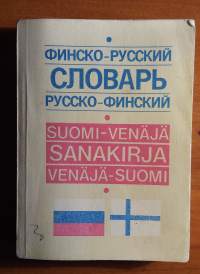 ФИНСКО-РУССКИЙ
СЛОВАРЬ
РУССКО-ФИНСКИЙ
SUOMI-VENÄJÄ
SANAKIRJA
VENÄJÄ-SUOMI